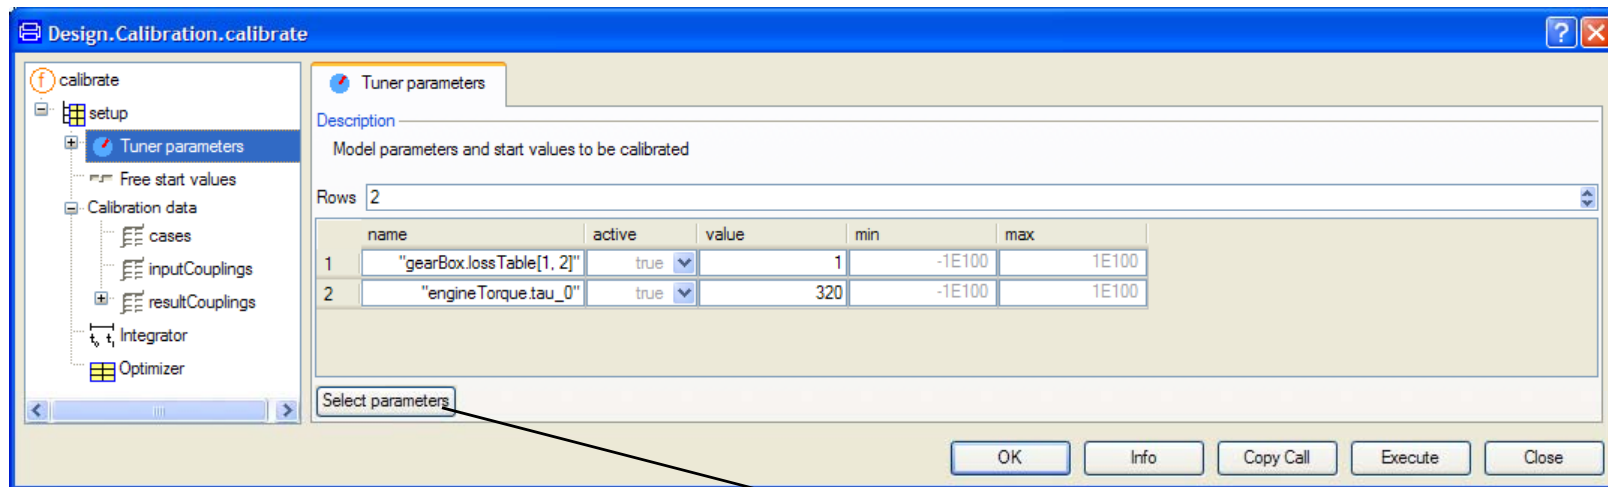 Design.Calibration.calibrate
calibrate
setup
Tuner parameters
Free start values
Calibration data
cases
inputCouplings
resultCouplings
t₀ t₁ Integrator
Optimizer
Tuner parameters
Description
Model parameters and start values to be calibrated
Rows 2
name active value min max
1 "gearBox.lossTable[1, 2]" true 1 -1E100 1E100
2 "engineTorque.tau_0" true 320 -1E100 1E100
Select parameters
OK Info Copy Call Execute Close